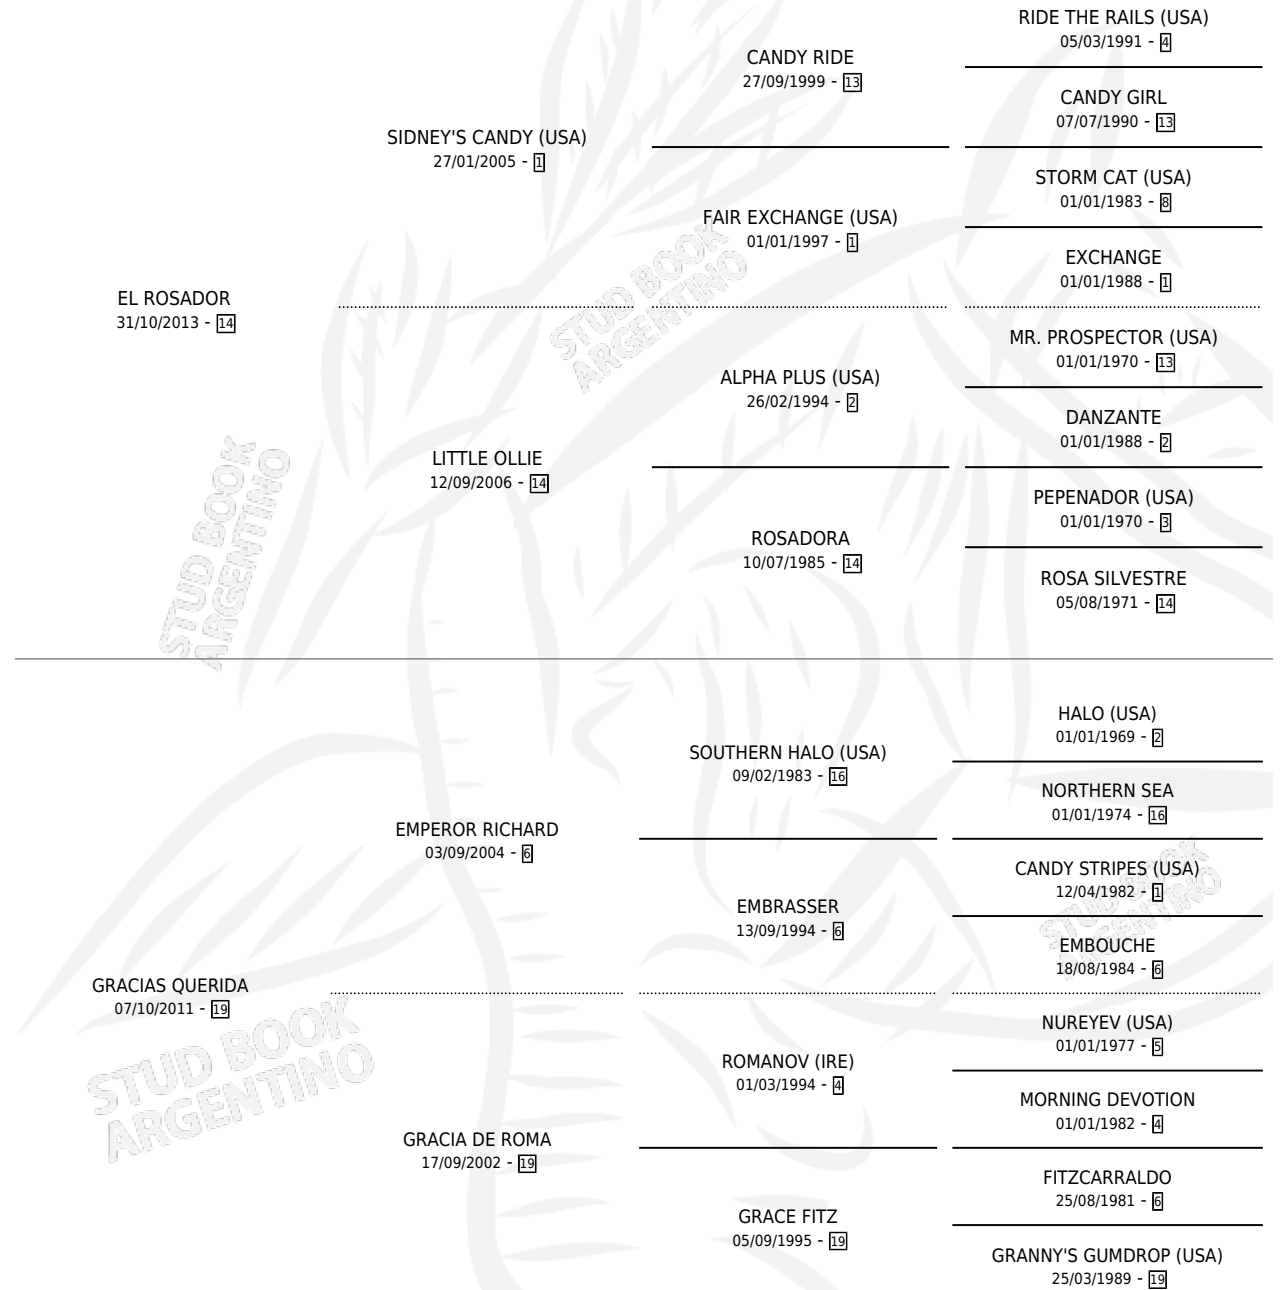 RIDE THE RAILS (USA)
05/03/1991 - 4
CANDY RIDE
27/09/1999 - 13
CANDY GIRL
07/07/1990 - 13
SIDNEY'S CANDY (USA)
27/01/2005 - 1
STORM CAT (USA)
01/01/1983 - 8
FAIR EXCHANGE (USA)
01/01/1997 - 1
EXCHANGE
01/01/1988 - 1
EL ROSADOR
31/10/2013 - 14
MR. PROSPECTOR (USA)
01/01/1970 - 13
ALPHA PLUS (USA)
26/02/1994 - 2
DANZANTE
01/01/1988 - 2
LITTLE OLLIE
12/09/2006 - 14
PEPENADOR (USA)
01/01/1970 - 3
ROSADORA
10/07/1985 - 14
ROSA SILVESTRE
05/08/1971 - 14
HALO (USA)
01/01/1969 - 2
SOUTHERN HALO (USA)
09/02/1983 - 16
NORTHERN SEA
01/01/1974 - 16
EMPEROR RICHARD
03/09/2004 - 6
CANDY STRIPES (USA)
12/04/1982 - 1
EMBRASSER
13/09/1994 - 6
EMBOUCHE
18/08/1984 - 6
GRACIAS QUERIDA
07/10/2011 - 19
NUREYEV (USA)
01/01/1977 - 5
ROMANOV (IRE)
01/03/1994 - 4
MORNING DEVOTION
01/01/1982 - 4
GRACIA DE ROMA
17/09/2002 - 19
FITZCARRALDO
25/08/1981 - 6
GRACE FITZ
05/09/1995 - 19
GRANNY'S GUMDROP (USA)
25/03/1989 - 19
STUD BOOK
ARGENTINO
STUD BOOK
ARGENTINO
STUD BOOK
ARGENTINO
STUD BOOK
ARGENTINO